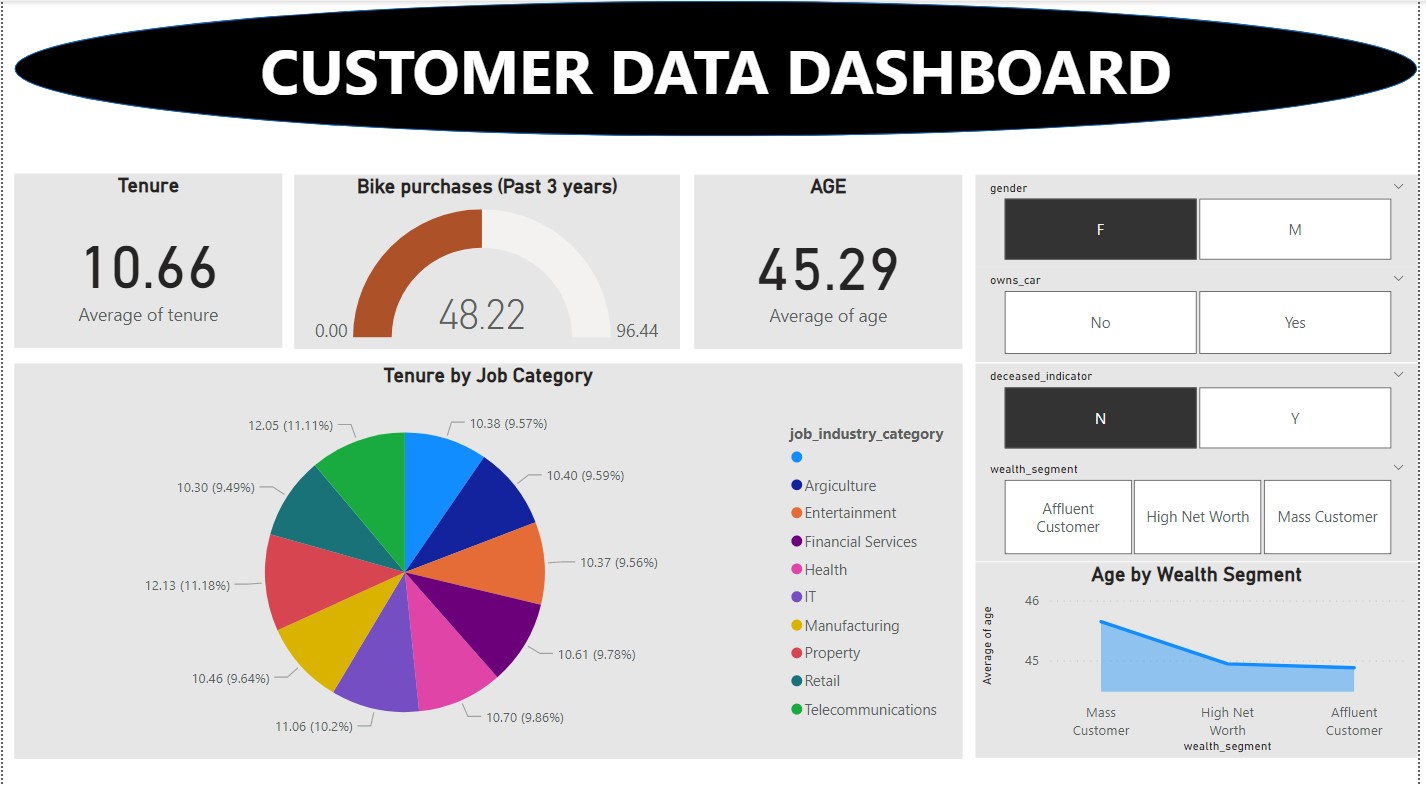 CUSTOMER DATA DASHBOARD
Tenure
10.66
Average of tenure
Bike purchases (Past 3 years)
48.22
0.00
96.44
AGE
45.29
Average of age
gender
F
M
owns_car
No
Yes
deceased_indicator
N
Y
wealth_segment
Affluent
Customer
High Net Worth
Mass Customer
Tenure by Job Category
12.05 (11.11%)
10.38 (9.57%)
10.40 (9.59%)
10.30 (9.49%)
10.37 (9.56%)
12.13 (11.18%)
10.61 (9.78%)
10.46 (9.64%)
10.70 (9.86%)
11.06 (10.2%)
job_industry_category
Argiculture
Entertainment
Financial Services
Health
IT
Manufacturing
Property
Retail
Telecommunications
Age by Wealth Segment
Average of age
46
45
Mass
Customer
High Net
Worth
Affluent
Customer
wealth_segment